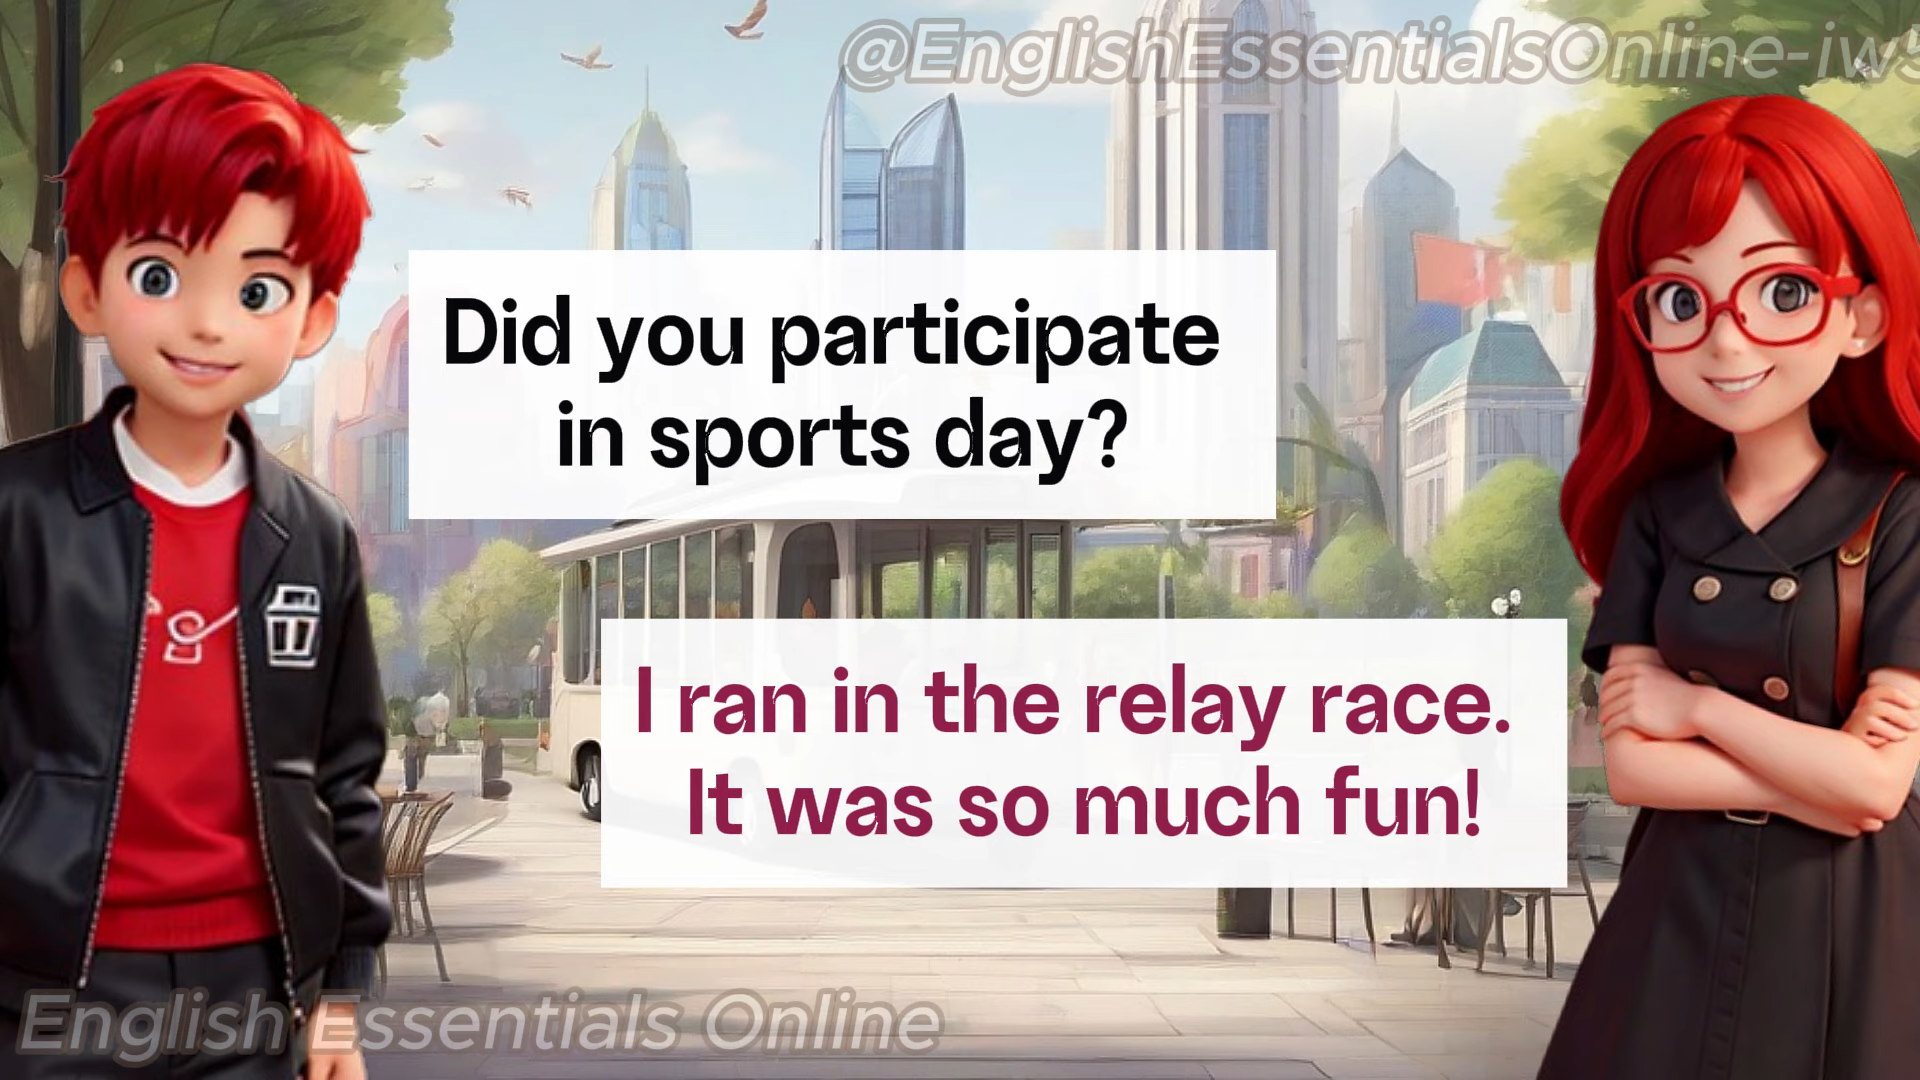 @EnglishEssentialsOnline-iw5
Did you participate
in sports day?
I ran in the relay race.
It was so much fun!
English Essentials Online